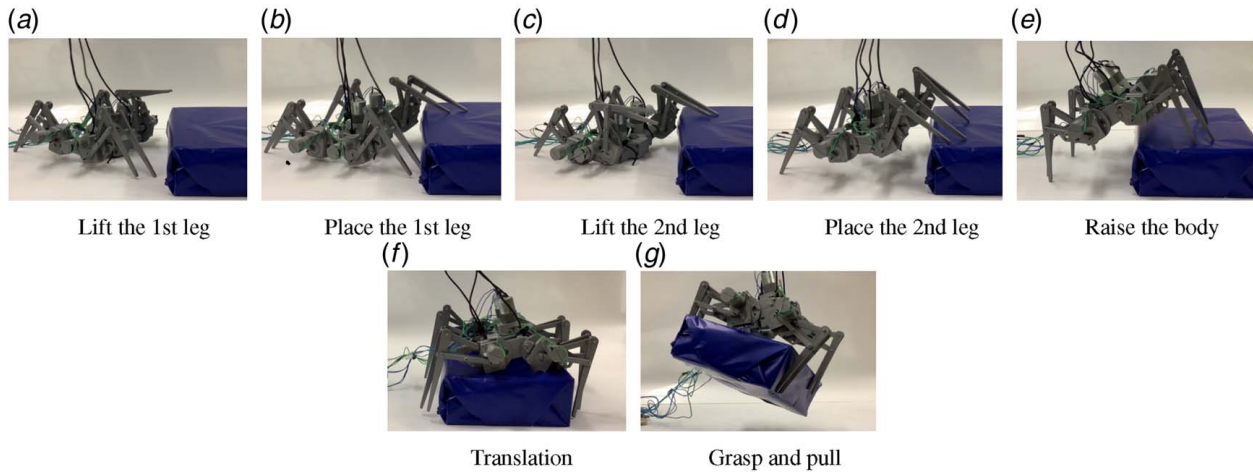 (a)
(b)
(c)
(d)
(e)
Lift the 1st leg
Place the 1st leg
Lift the 2nd leg
Place the 2nd leg
Raise the body
(f)
(g)
Translation
Grasp and pull